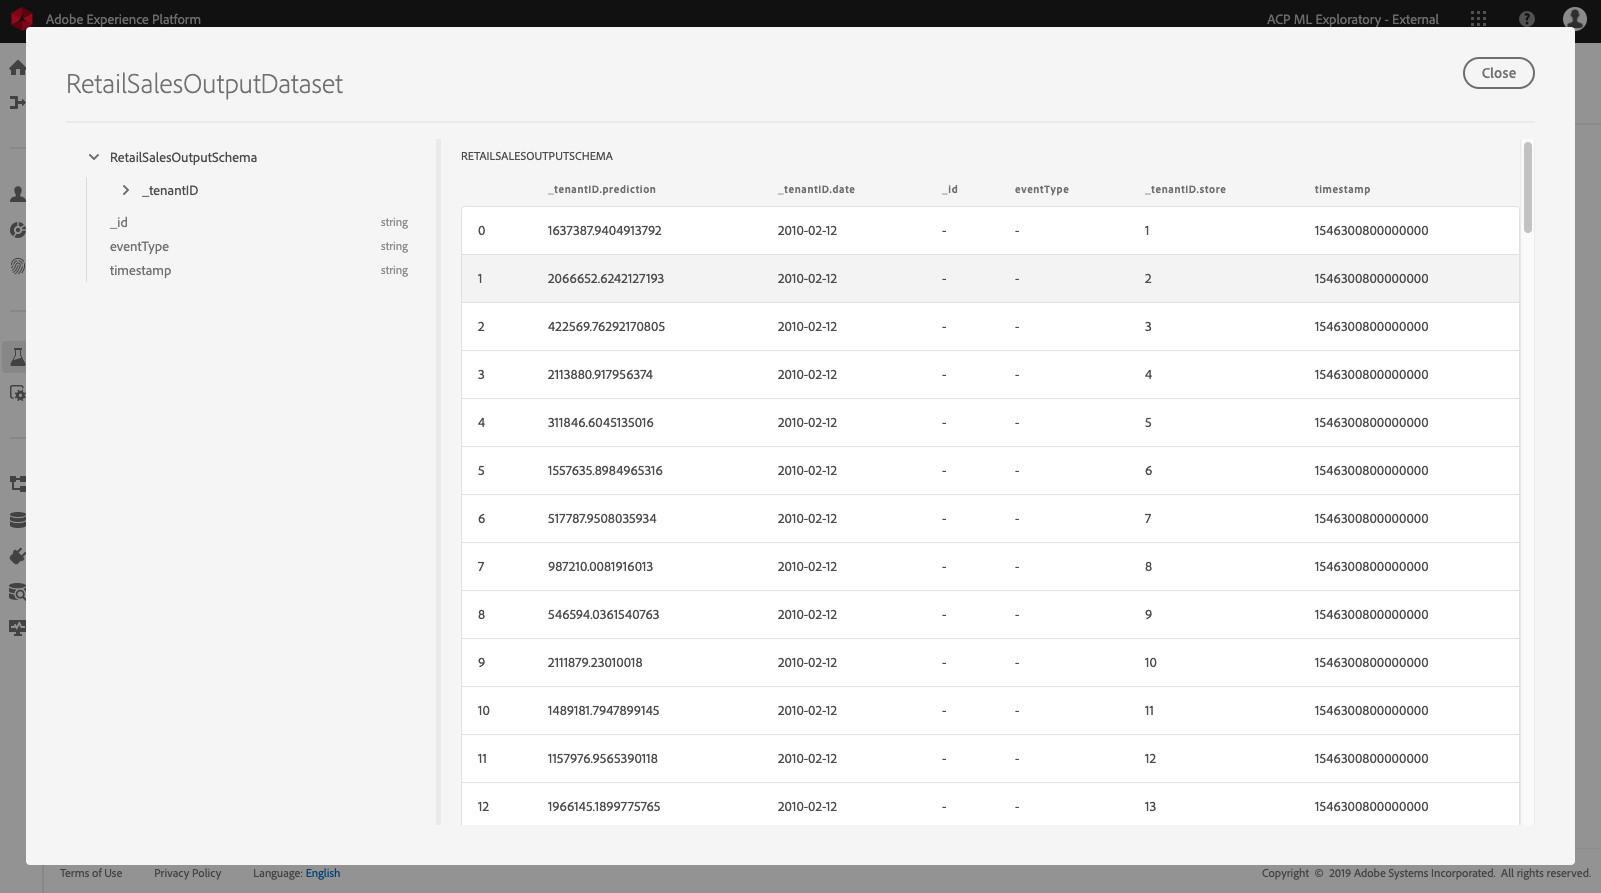 Adobe Experience Platform
ACP ML Exploratory - External
?
RetailSalesOutputDataset
Close
RetailSalesOutputSchema
_tenantID
_id string
eventType string
timestamp string
RETAILSALESOUTPUTSCHEMA
_tenantID.prediction _tenantID.date _id eventType _tenantID.store timestamp
0 1637387.9404913792 2010-02-12 - - 1 1546300800000000
1 2066652.6242127193 2010-02-12 - - 2 1546300800000000
2 422569.76292170805 2010-02-12 - - 3 1546300800000000
3 2113880.917956374 2010-02-12 - - 4 1546300800000000
4 311846.6045135016 2010-02-12 - - 5 1546300800000000
5 1557635.8984965316 2010-02-12 - - 6 1546300800000000
6 517787.9508035934 2010-02-12 - - 7 1546300800000000
7 987210.0081916013 2010-02-12 - - 8 1546300800000000
8 546594.0361540763 2010-02-12 - - 9 1546300800000000
9 2111879.23010018 2010-02-12 - - 10 1546300800000000
10 1489181.7947899145 2010-02-12 - - 11 1546300800000000
11 1157976.9565390118 2010-02-12 - - 12 1546300800000000
12 1966145.1899775765 2010-02-12 - - 13 1546300800000000
Terms of Use Privacy Policy Language: English
Copyright © 2019 Adobe Systems Incorporated. All rights reserved.